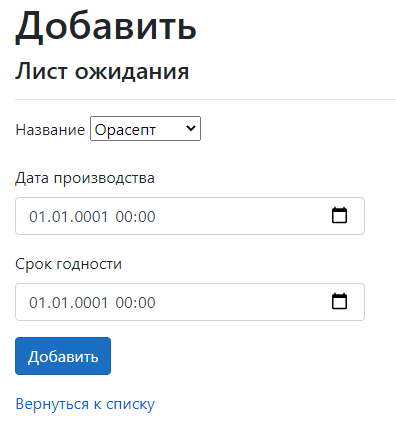 Добавить
Лист ожидания
Название Орасепт
Дата производства
01.01.0001 00:00
Срок годности
01.01.0001 00:00
Добавить
Вернуться к списку